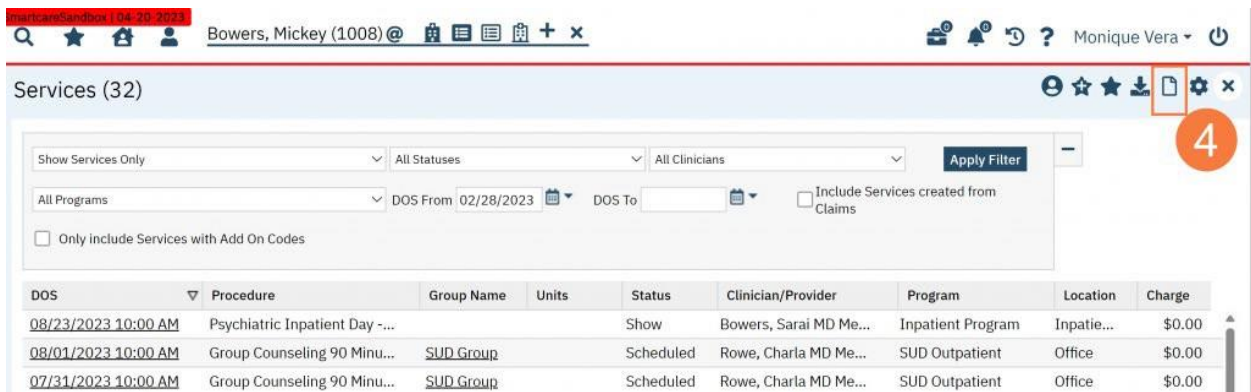 SmartcareSandbox | 04-20-2023
Bowers, Mickey (1008) @
0 0 ? Monique Vera
Services (32)
4
Show Services Only All Statuses All Clinicians Apply Filter
All Programs DOS From 02/28/2023 DOS To Include Services created from
Claims
Only include Services with Add On Codes
DOS Procedure Group Name Units Status Clinician/Provider Program Location Charge
08/23/2023 10:00 AM Psychiatric Inpatient Day -... Show Bowers, Sarai MD Me... Inpatient Program Inpatie... $0.00
08/01/2023 10:00 AM Group Counseling 90 Minu... SUD Group Scheduled Rowe, Charla MD Me... SUD Outpatient Office $0.00
07/31/2023 10:00 AM Group Counseling 90 Minu... SUD Group Scheduled Rowe, Charla MD Me... SUD Outpatient Office $0.00